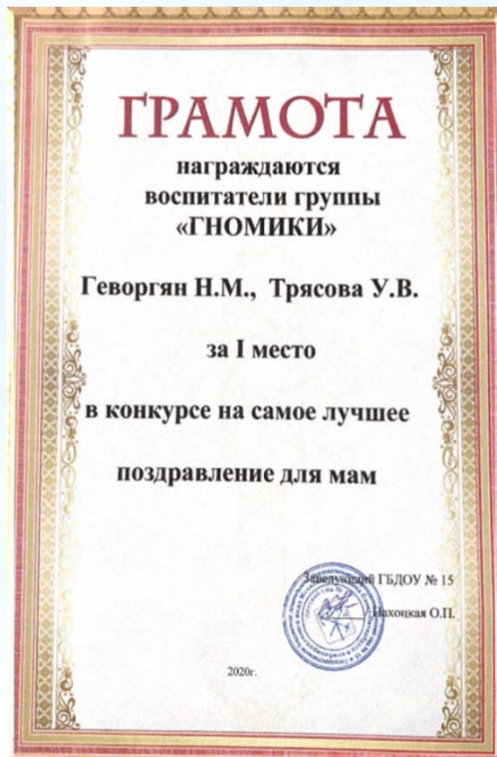 ГРАМОТА
награждаются
воспитатели группы
«ГНОМИКИ»
Геворгян Н.М., Трясова У.В.
за I место
в конкурсе на самое лучшее
поздравление для мам
Заведующий ГБДОУ № 15
Нахоцкая О.П.
2020г.